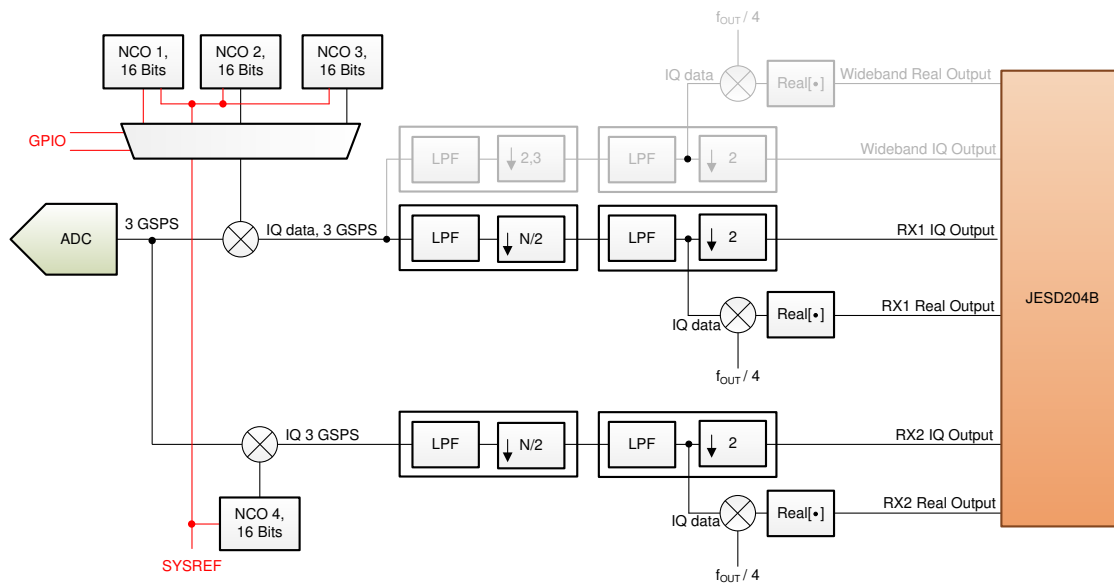 f_OUT / 4
NCO 1,
16 Bits
NCO 2,
16 Bits
NCO 3,
16 Bits
IQ data
Real[•]
Wideband Real Output
GPIO
LPF
2,3
LPF
2
Wideband IQ Output
ADC
3 GSPS
IQ data, 3 GSPS
LPF
N/2
LPF
2
RX1 IQ Output
JESD204B
IQ data
Real[•]
RX1 Real Output
f_OUT / 4
IQ 3 GSPS
LPF
N/2
LPF
2
RX2 IQ Output
NCO 4,
16 Bits
IQ data
Real[•]
RX2 Real Output
SYSREF
f_OUT / 4